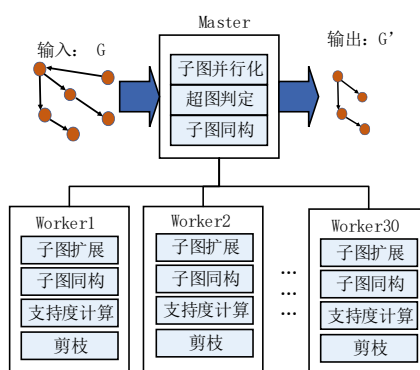 Master
输入: G
输出:G’
子图并行化
超图判定
子图同构
Worker1
子图扩展
子图同构
支持度计算
剪枝
Worker2
子图扩展
子图同构
支持度计算
剪枝
...
...
Worker30
子图扩展
子图同构
支持度计算
剪枝